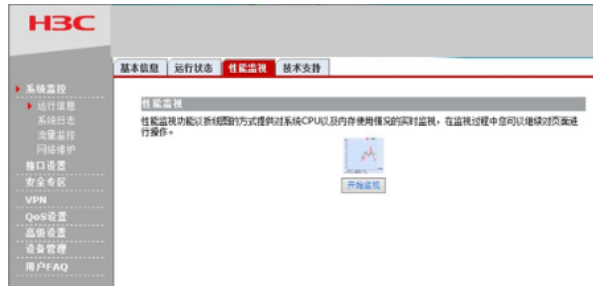 H3C
基本信息 运行状态 性能监视 技术支持
系统监控
运行信息
系统日志
流量监控
网络维护
接口设置
安全专区
VPN
QoS设置
高级设置
设备管理
用户FAQ
性能监视
性能监视功能以折线图的方式提供对系统CPU以及内存使用情况的实时监视，在监视过程中您可以继续对页面进
行操作。
开始监视